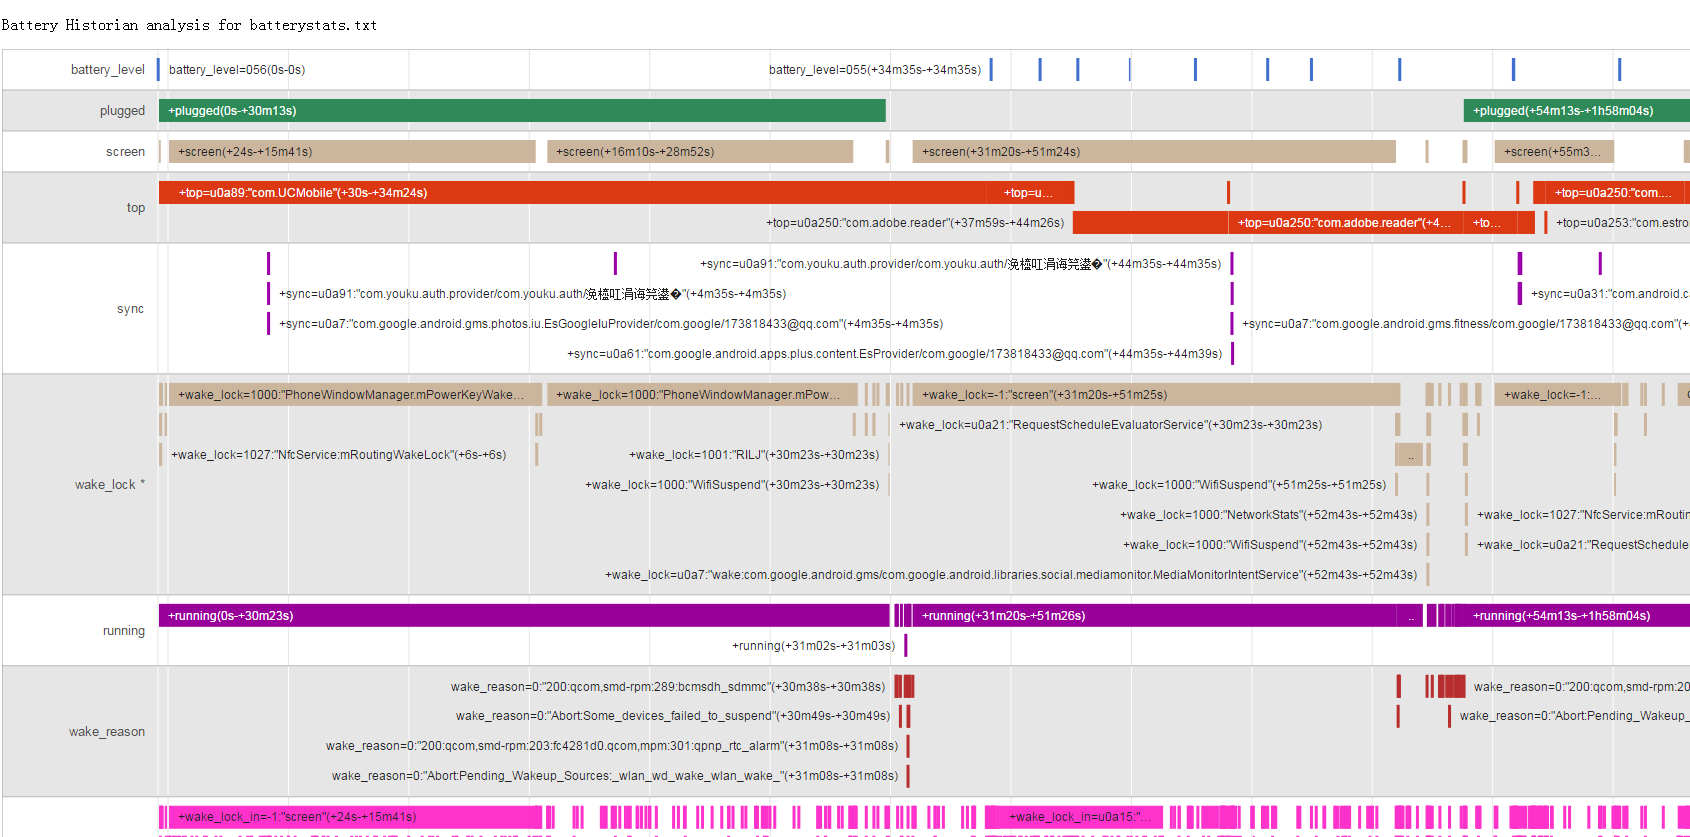 Battery Historian analysis for batterystats.txt
battery_level
battery_level=056(0s-0s)
battery_level=055(+34m35s-+34m35s)
plugged
+plugged(0s-+30m13s)
+plugged(+54m13s-+1h58m04s)
screen
+screen(+24s-+15m41s)
+screen(+16m10s-+28m52s)
+screen(+31m20s-+51m24s)
+screen(+55m3...
top
+top=u0a89:"com.UCMobile"(+30s-+34m24s)
+top=u...
+top=u0a250:"com....
+top=u0a250:"com.adobe.reader"(+37m59s-+44m26s)
+top=u0a250:"com.adobe.reader"(+4...
+to...
+top=u0a253:"com.estro
sync
+sync=u0a91:"com.youku.auth.provider/com.youku.auth/浼樻叿涓诲笎鍙�"(+44m35s-+44m35s)
+sync=u0a91:"com.youku.auth.provider/com.youku.auth/浼樻叿涓诲笎鍙�"(+4m35s-+4m35s)
+sync=u0a31:"com.android.c
+sync=u0a7:"com.google.android.gms.photos.iu.EsGoogleIuProvider/com.google/173818433@qq.com"(+4m35s-+4m35s)
+sync=u0a7:"com.google.android.gms.fitness/com.google/173818433@qq.com"(+
+sync=u0a61:"com.google.android.apps.plus.content.EsProvider/com.google/173818433@qq.com"(+44m35s-+44m39s)
wake_lock *
+wake_lock=1000:"PhoneWindowManager.mPowerKeyWake...
+wake_lock=1000:"PhoneWindowManager.mPow...
+wake_lock=-1:"screen"(+31m20s-+51m25s)
+wake_lock=-1:...
+wake_lock=u0a21:"RequestScheduleEvaluatorService"(+30m23s-+30m23s)
+wake_lock=1027:"NfcService:mRoutingWakeLock"(+6s-+6s)
+wake_lock=1001:"RILJ"(+30m23s-+30m23s)
..
+wake_lock=1000:"WifiSuspend"(+30m23s-+30m23s)
+wake_lock=1000:"WifiSuspend"(+51m25s-+51m25s)
+wake_lock=1000:"NetworkStats"(+52m43s-+52m43s)
+wake_lock=1027:"NfcService:mRoutin
+wake_lock=1000:"WifiSuspend"(+52m43s-+52m43s)
+wake_lock=u0a21:"RequestSchedule
+wake_lock=u0a7:"wake:com.google.android.gms/com.google.android.libraries.social.mediamonitor.MediaMonitorIntentService"(+52m43s-+52m43s)
running
+running(0s-+30m23s)
+running(+31m20s-+51m26s)
..
+running(+54m13s-+1h58m04s)
+running(+31m02s-+31m03s)
wake_reason
wake_reason=0:"200:qcom,smd-rpm:289:bcmsdh_sdmmc"(+30m38s-+30m38s)
wake_reason=0:"200:qcom,smd-rpm:20
wake_reason=0:"Abort:Some_devices_failed_to_suspend"(+30m49s-+30m49s)
wake_reason=0:"Abort:Pending_Wakeup_
wake_reason=0:"200:qcom,smd-rpm:203:fc4281d0.qcom,mpm:301:qpnp_rtc_alarm"(+31m08s-+31m08s)
wake_reason=0:"Abort:Pending_Wakeup_Sources:_wlan_wd_wake_wlan_wake_"(+31m08s-+31m08s)
+wake_lock_in=-1:"screen"(+24s-+15m41s)
+wake_lock_in=u0a15:"...